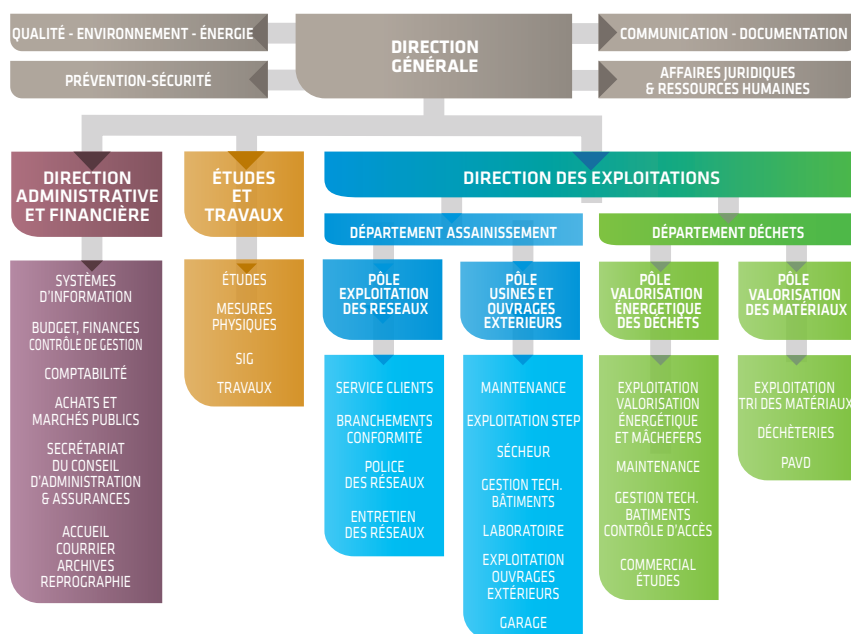 QUALITÉ - ENVIRONNEMENT - ÉNERGIE
PRÉVENTION-SÉCURITÉ
DIRECTION
GÉNÉRALE
COMMUNICATION - DOCUMENTATION
AFFAIRES JURIDIQUES
& RESSOURCES HUMAINES
DIRECTION
ADMINISTRATIVE
ET FINANCIÈRE
SYSTÈMES
D'INFORMATION
BUDGET, FINANCES
CONTRÔLE DE GESTION
COMPTABILITÉ
ACHATS ET
MARCHÉS PUBLICS
SECRÉTARIAT
DU CONSEIL
D'ADMINISTRATION
& ASSURANCES
ACCUEIL
COURRIER
ARCHIVES
REPROGRAPHIE
ÉTUDES
ET
TRAVAUX
ÉTUDES
MESURES
PHYSIQUES
SIG
TRAVAUX
DIRECTION DES EXPLOITATIONS
DÉPARTEMENT ASSAINISSEMENT
PÔLE
EXPLOITATION
DES RESEAUX
SERVICE CLIENTS
BRANCHEMENTS
CONFORMITÉ
POLICE
DES RÉSEAUX
ENTRETIEN
DES RÉSEAUX
PÔLE
USINES ET
OUVRAGES
EXTERIEURS
MAINTENANCE
EXPLOITATION STEP
SÉCHEUR
GESTION TECH.
BÂTIMENTS
LABORATOIRE
EXPLOITATION
OUVRAGES
EXTÉRIEURS
GARAGE
DÉPARTEMENT DÉCHETS
PÔLE
VALORISATION
ÉNERGETIQUE
DES DÉCHÉTS
EXPLOITATION
VALORISATION
ÉNERGÉTIQUE
ET MÂCHEFERS
MAINTENANCE
GESTION TECH.
BATIMENTS
CONTRÔLE D'ACCÈS
COMMERCIAL
ÉTUDES
PÔLE
VALORISATION
DES MATÉRIAUX
EXPLOITATION
TRI DES MATÉRIAUX
DÉCHÈTERIES
PAVD